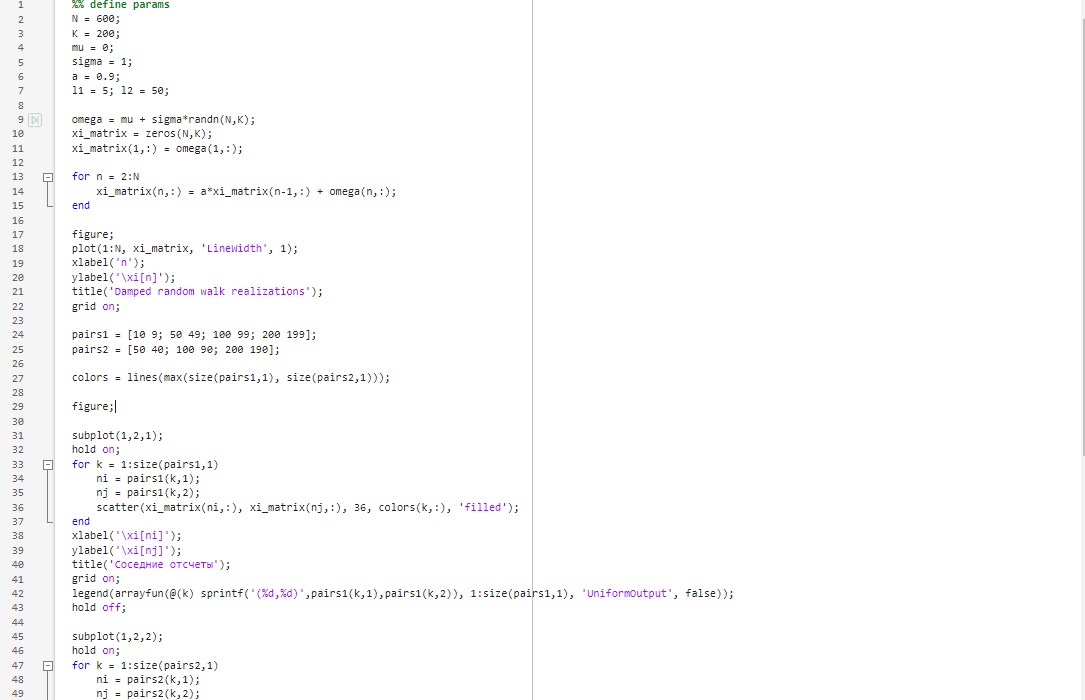 1 %% define params
2 N = 600;
3 K = 200;
4 mu = 0;
5 sigma = 1;
6 a = 0.9;
7 l1 = 5; l2 = 50;
8
9 omega = mu + sigma*randn(N,K);
10 xi_matrix = zeros(N,K);
11 xi_matrix(1,:) = omega(1,:);
12
13 for n = 2:N
14     xi_matrix(n,:) = a*xi_matrix(n-1,:) + omega(n,:);
15 end
16
17 figure;
18 plot(1:N, xi_matrix, 'LineWidth', 1);
19 xlabel('n');
20 ylabel('\xi[n]');
21 title('Damped random walk realizations');
22 grid on;
23
24 pairs1 = [10 9; 50 49; 100 99; 200 199];
25 pairs2 = [50 40; 100 90; 200 190];
26
27 colors = lines(max(size(pairs1,1), size(pairs2,1)));
28
29 figure;
30
31 subplot(1,2,1);
32 hold on;
33 for k = 1:size(pairs1,1)
34     ni = pairs1(k,1);
35     nj = pairs1(k,2);
36     scatter(xi_matrix(ni,:), xi_matrix(nj,:), 36, colors(k,:), 'filled');
37 end
38 xlabel('\xi[ni]');
39 ylabel('\xi[nj]');
40 title('Соседние отсчеты');
41 grid on;
42 legend(arrayfun(@(k) sprintf('(%d,%d)',pairs1(k,1),pairs1(k,2)), 1:size(pairs1,1), 'UniformOutput', false));
43 hold off;
44
45 subplot(1,2,2);
46 hold on;
47 for k = 1:size(pairs2,1)
48     ni = pairs2(k,1);
49     nj = pairs2(k,2);